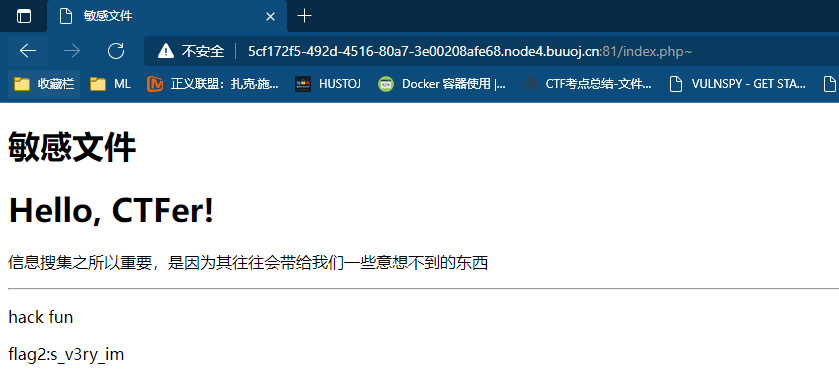 敏感文件
不安全 5cf172f5-492d-4516-80a7-3e00208afe68.node4.buuoj.cn:81/index.php~
收藏栏 ML 正义联盟：扎克·施... HUSTOJ Docker 容器使用 |... CTF考点总结-文件... VULNSPY - GET STA...
敏感文件
Hello, CTFer!
信息搜集之所以重要，是因为其往往会带给我们一些意想不到的东西
hack fun
flag2:s_v3ry_im